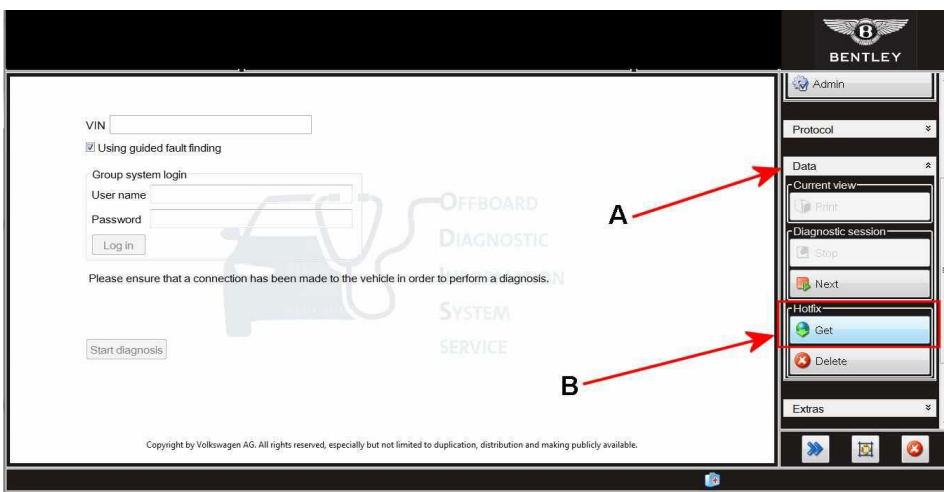 B
BENTLEY
Admin
VIN
Using guided fault finding
Protocol
Group system login
Data
User name
Current view
Print
Password
OFFBOARD
A
DIAGNOSTIC
Diagnostic session
Log in
Stop
Please ensure that a connection has been made to the vehicle in order to perform a diagnosis.
Next
SYSTEM
Hotfix
Get
Start diagnosis
SERVICE
Delete
B
Extras
Copyright by Volkswagen AG. All rights reserved, especially but not limited to duplication, distribution and making publicly available.